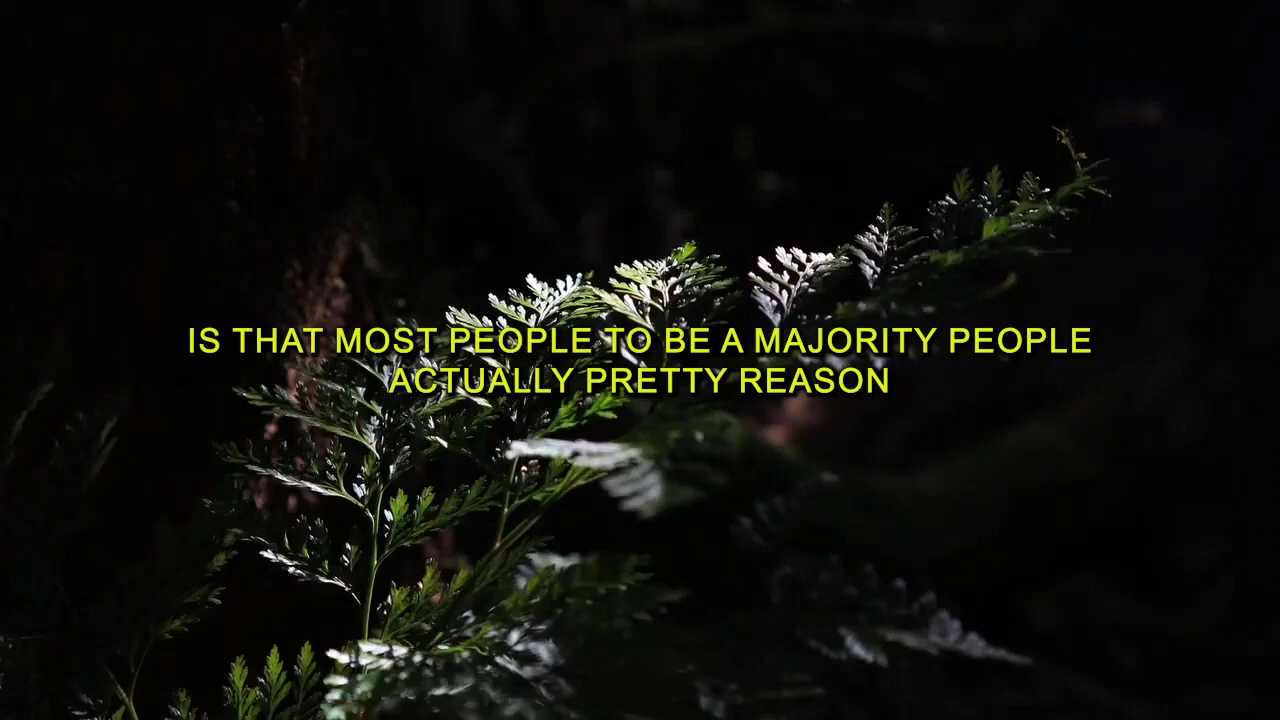 IS THAT MOST PEOPLE TO BE A MAJORITY PEOPLE
ACTUALLY PRETTY REASON